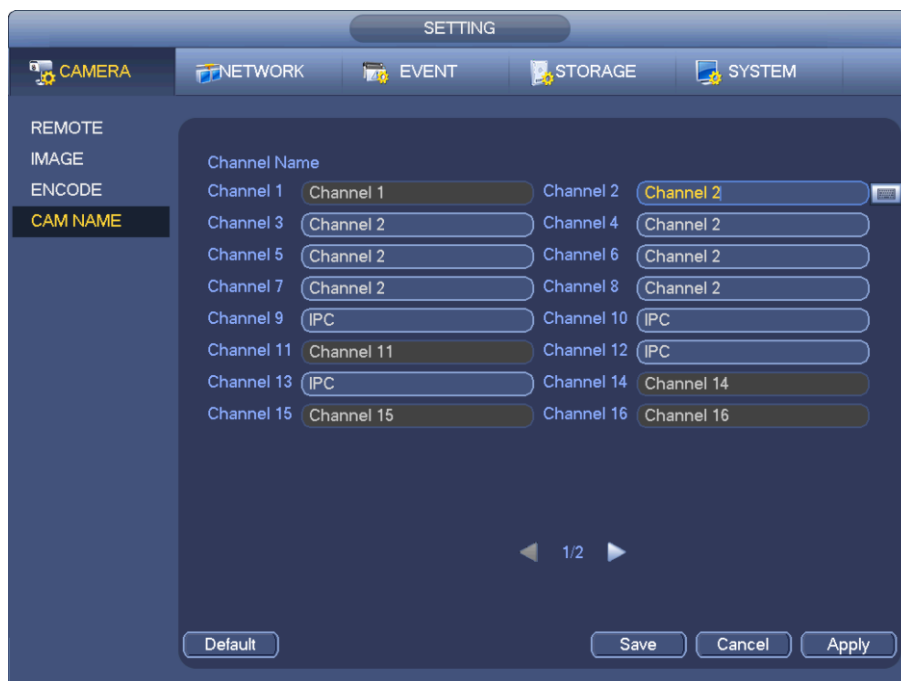 SETTING
CAMERA NETWORK EVENT STORAGE SYSTEM
REMOTE
IMAGE
ENCODE
CAM NAME
Channel Name
Channel 1 Channel 1 Channel 2 Channel 2
Channel 3 Channel 2 Channel 4 Channel 2
Channel 5 Channel 2 Channel 6 Channel 2
Channel 7 Channel 2 Channel 8 Channel 2
Channel 9 IPC Channel 10 IPC
Channel 11 Channel 11 Channel 12 IPC
Channel 13 IPC Channel 14 Channel 14
Channel 15 Channel 15 Channel 16 Channel 16
1/2
Default Save Cancel Apply